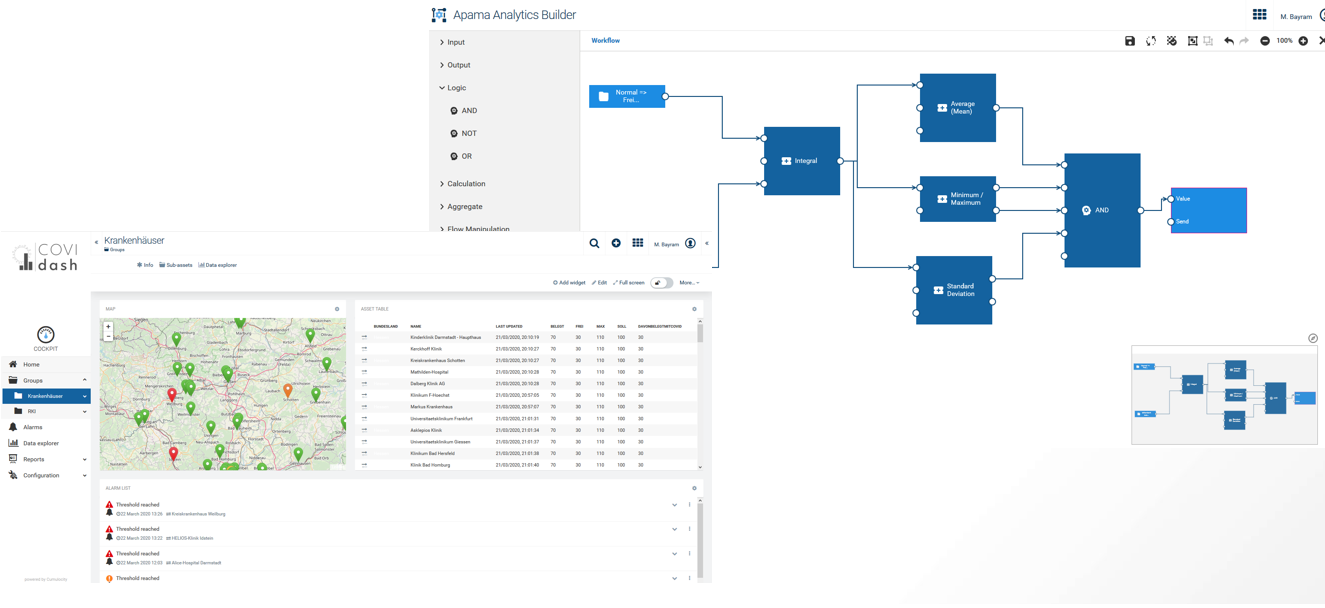 Apama Analytics Builder
M. Bayram
Input
Output
Logic
AND
NOT
OR
Calculation
Aggregate
Flow Manipulation
Workflow
100%
Normal =>
Frei...
Integral
Average
(Mean)
Minimum /
Maximum
Standard
Deviation
AND
Value
Send
COVI
dash
COCKPIT
Home
Groups
Krankenhäuser
RKI
Alarms
Data explorer
Reports
Configuration
powered by Cumulocity
Krankenhäuser
Groups
M. Bayram
Info Sub-assets Data explorer
Add widget Edit Full screen More...
MAP
ASSET TABLE
BUNDESLAND NAME LAST UPDATED BELEGT FREI MAX SOLL DAVONBELEGTMITCOVID
Kinderklinik Darmstadt - Haupthaus 21/03/2020, 20:10:19 70 30 110 100 30
Kerckhoff Klinik 21/03/2020, 20:10:27 70 30 110 100 30
Kreiskrankenhaus Schotten 21/03/2020, 20:10:27 70 30 110 100 30
Mathilden-Hospital 21/03/2020, 20:10:28 70 30 110 100 30
Dalberg Klinik AG 21/03/2020, 20:10:28 70 30 110 100 30
Klinikum F-Hoechst 21/03/2020, 20:57:05 70 30 110 100 30
Markus Krankenhaus 21/03/2020, 20:57:07 70 30 110 100 30
Universitaetsklinikum Frankfurt 21/03/2020, 21:01:31 70 30 110 100 30
Asklepios Klinik 21/03/2020, 21:01:34 70 30 110 100 30
Universitaetsklinikum Giessen 21/03/2020, 21:01:37 70 30 110 100 30
Klinikum Bad Hersfeld 21/03/2020, 21:01:38 70 30 110 100 30
Klinik Bad Homburg 21/03/2020, 21:01:40 70 30 110 100 30
ALARM LIST
Threshold reached
22 March 2020 13:26 Kreiskrankenhaus Weilburg
Threshold reached
22 March 2020 13:22 HELIOS-Klinik Idstein
Threshold reached
22 March 2020 12:03 Alice-Hospital Darmstadt
Threshold reached